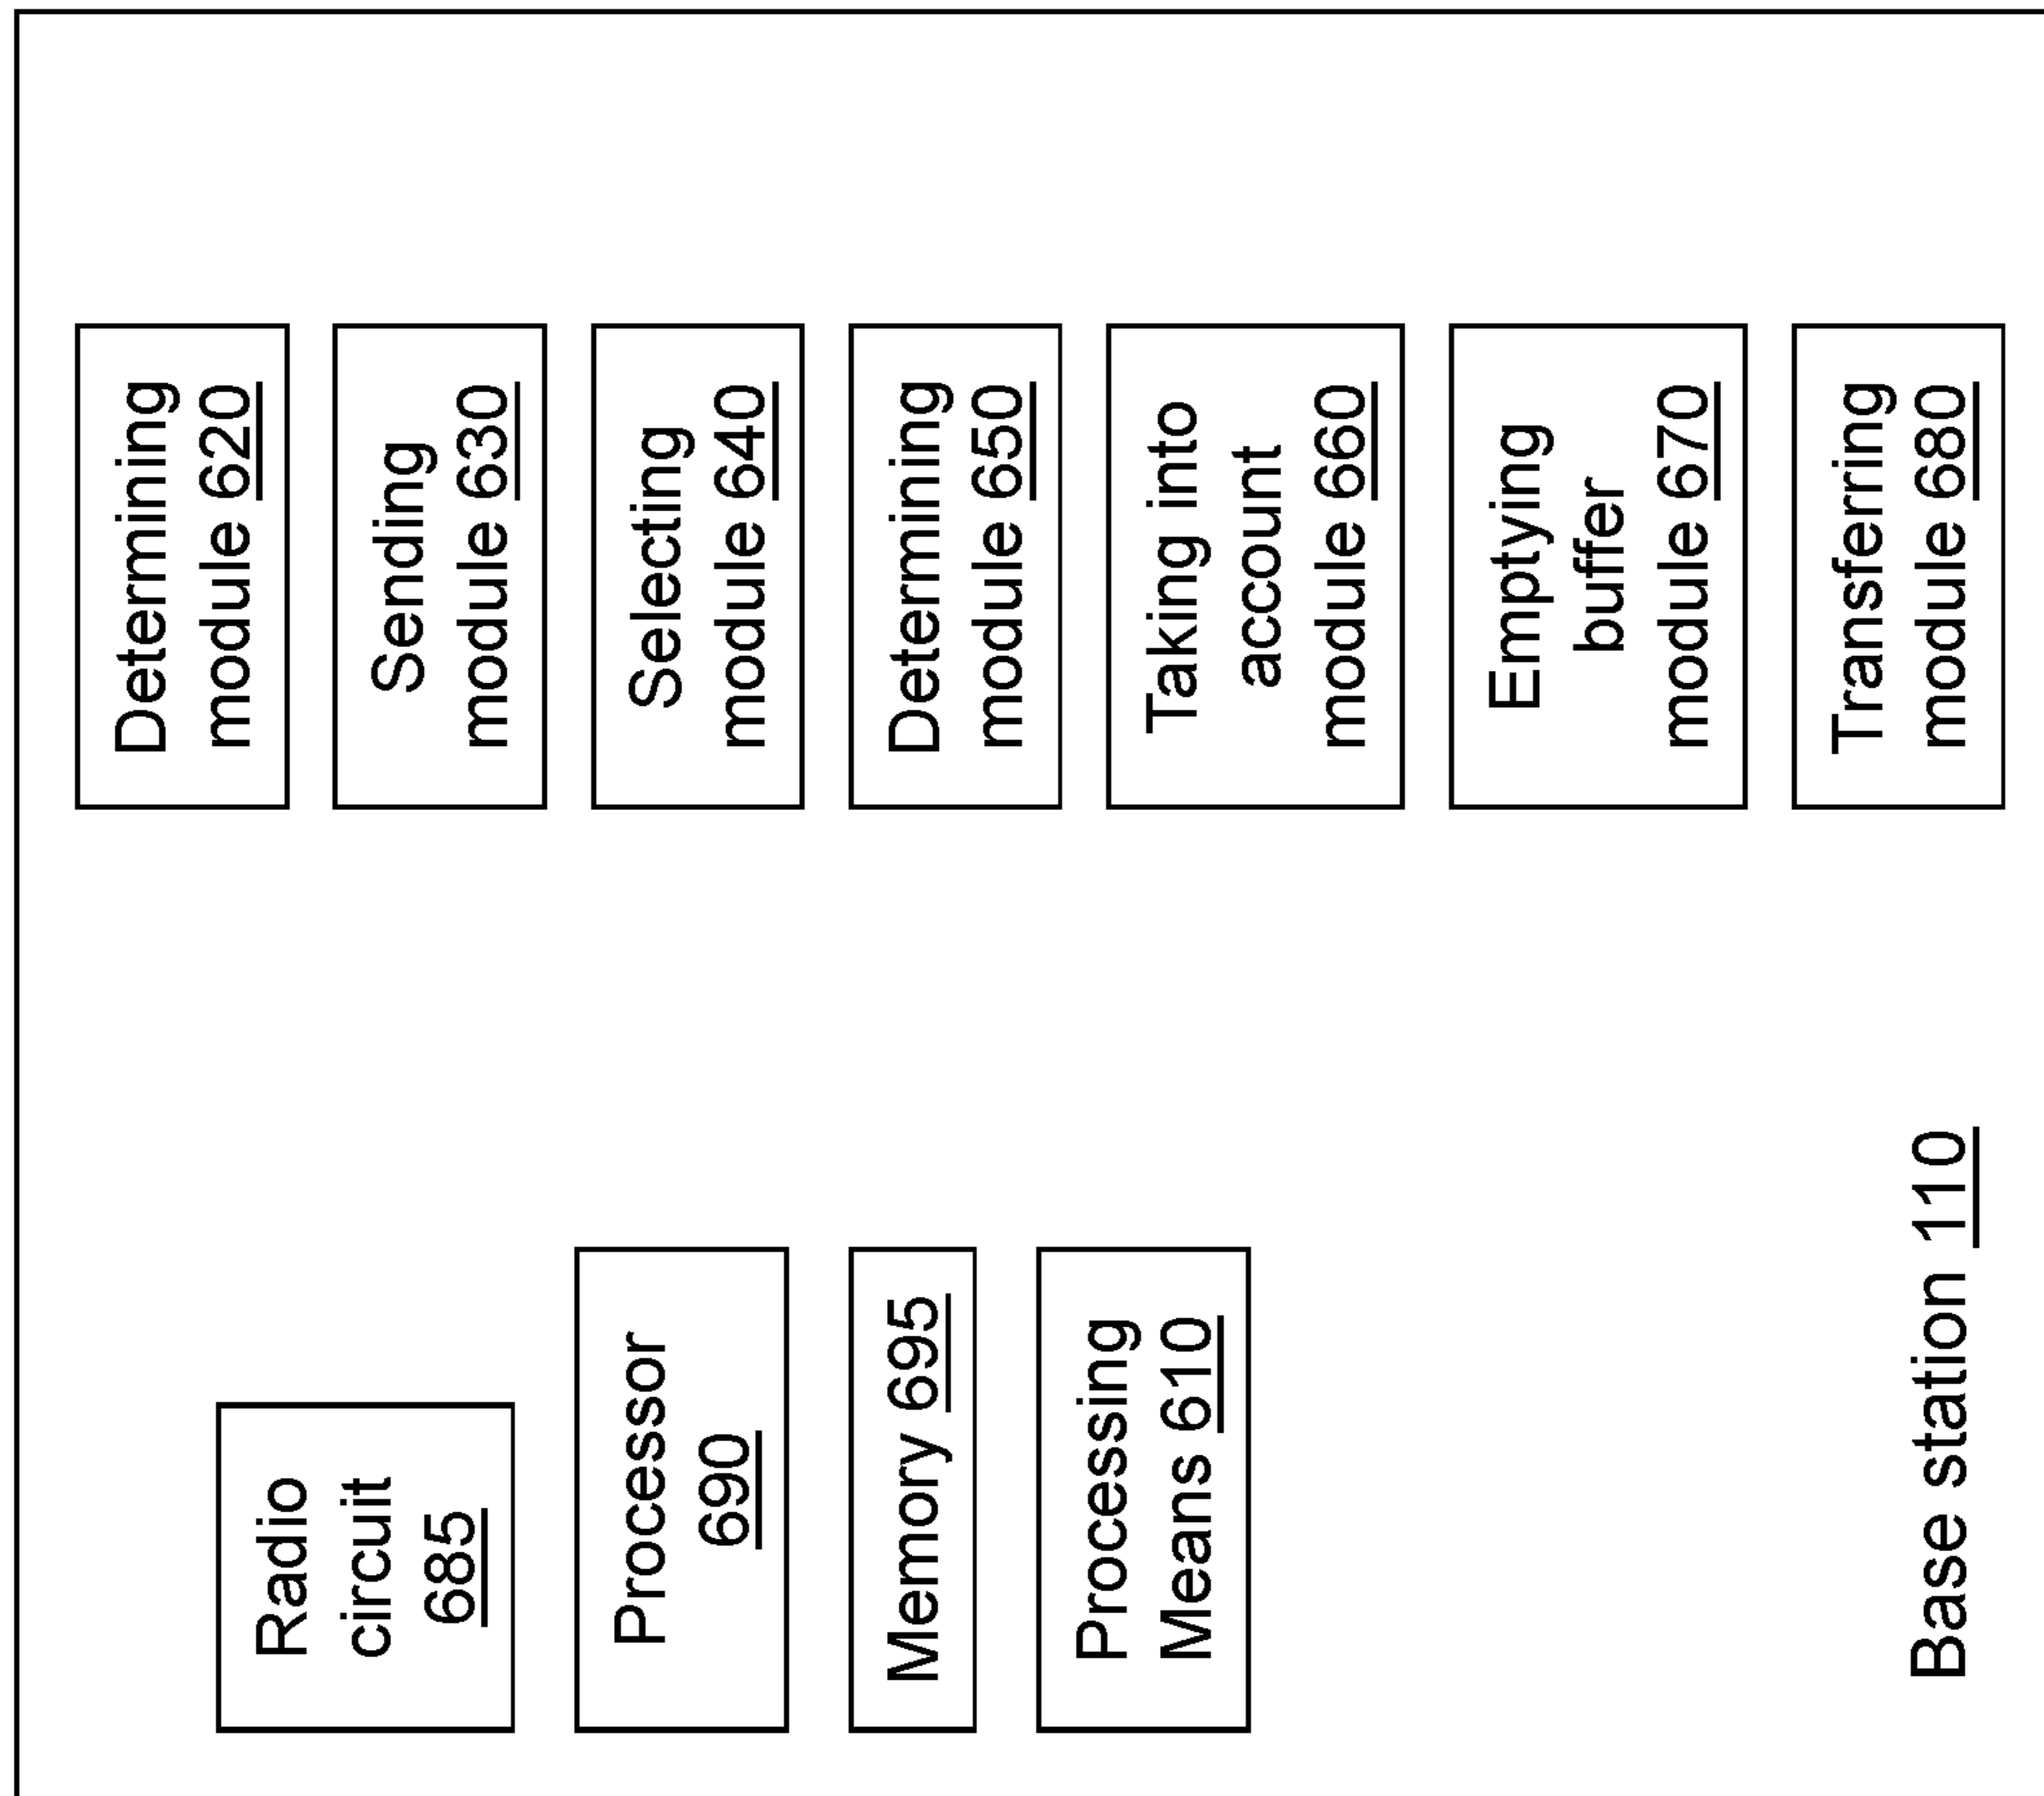 Radio
circuit
685
Processor
690
Memory 695
Processing
Means 610
Base station 110
Determining
module 620
Sending
module 630
Selecting
module 640
Determining
module 650
Taking into
account
module 660
Emptying
buffer
module 670
Transferring
module 680